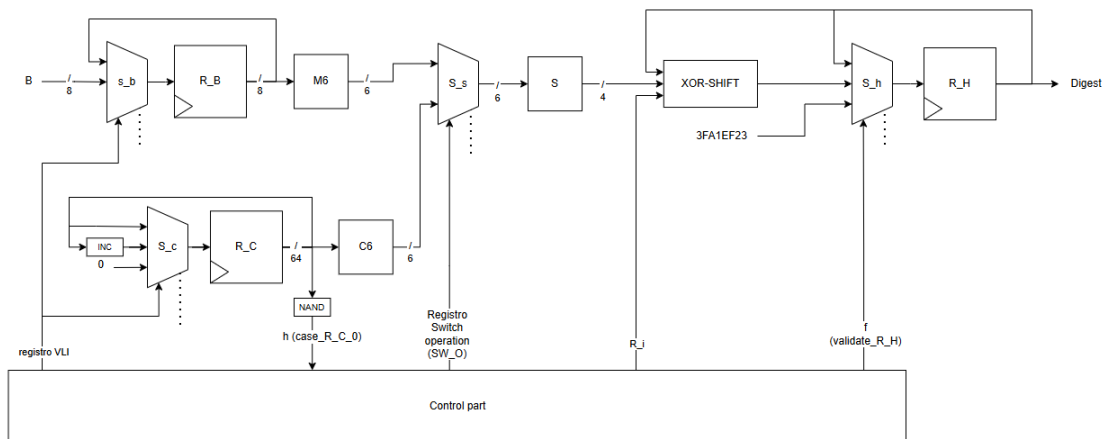 B
/
8
s_b
R_B
/
8
M6
/
6
S_s
/
6
S
/
4
XOR-SHIFT
S_h
R_H
Digest
3FA1EF23
INC
0
S_c
R_C
/
64
C6
/
6
NAND
h (case_R_C_0)
registro VLI
Registro
Switch
operation
(SW_O)
R_i
f
(validate_R_H)
Control part